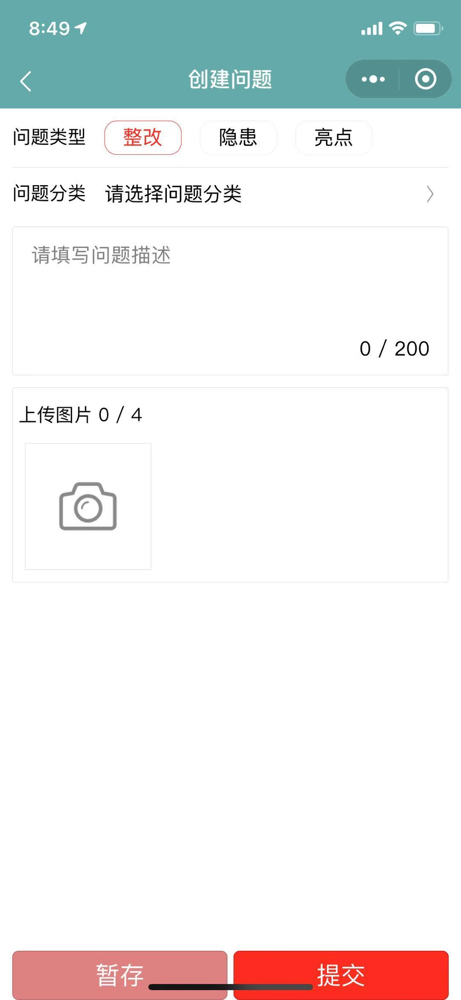 8:49
创建问题
问题类型 整改 隐患 亮点
问题分类 请选择问题分类
请填写问题描述
0 / 200
上传图片 0 / 4
暂存 提交